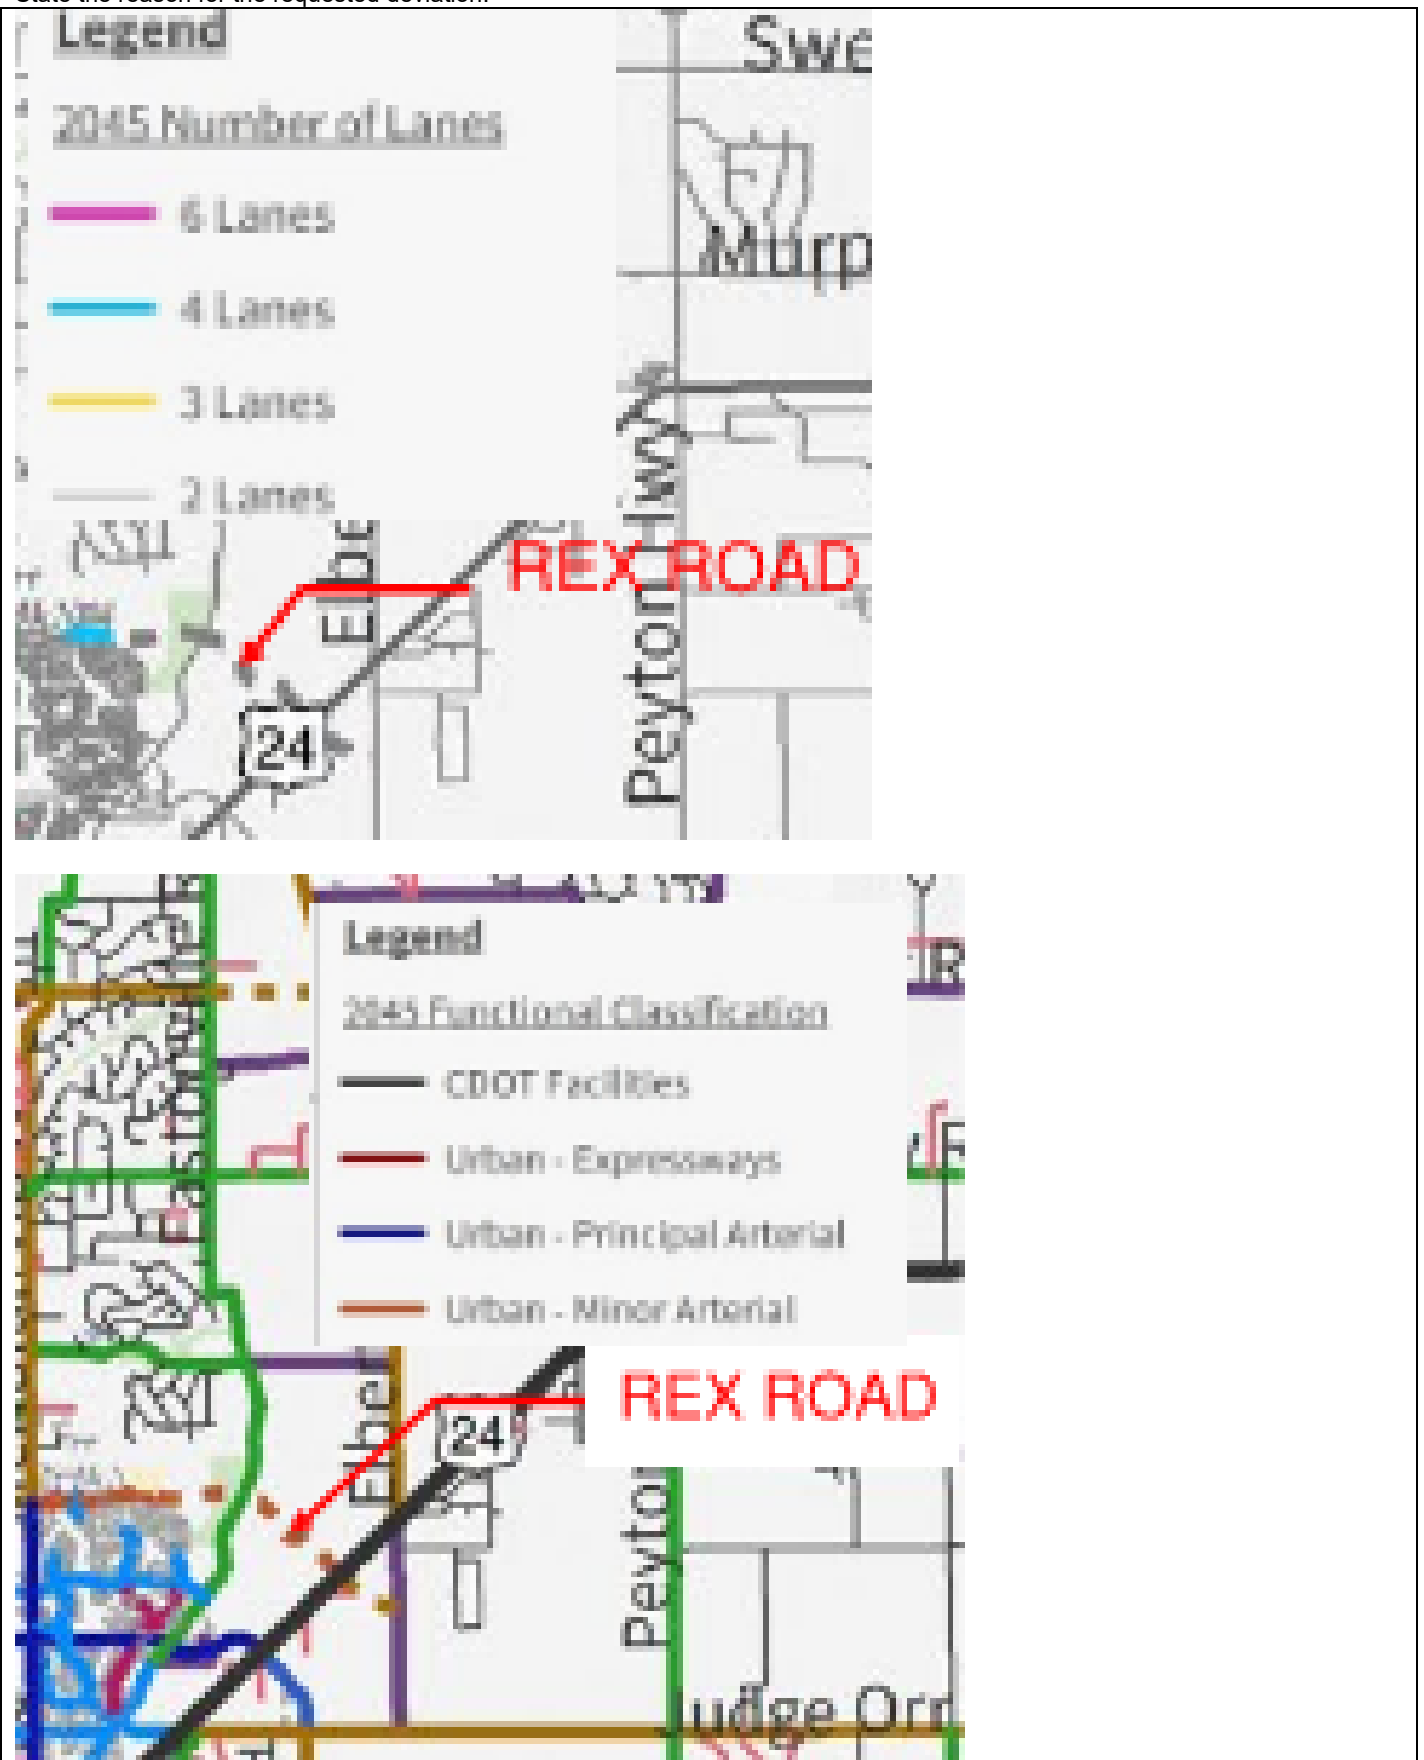 State the reason for the requested deviation.
Legend
2045 Number of Lanes
6 Lanes
4 Lanes
3 Lanes
2 Lanes
Swe
Murp
Peyton Hwy
REX ROAD
Elbe
24
Legend
2045 Functional Classification
CDOT Facilities
Urban - Expressways
Urban - Principal Arterial
Urban - Minor Arterial
REX ROAD
24
Elber
Peyton
Judge Orr